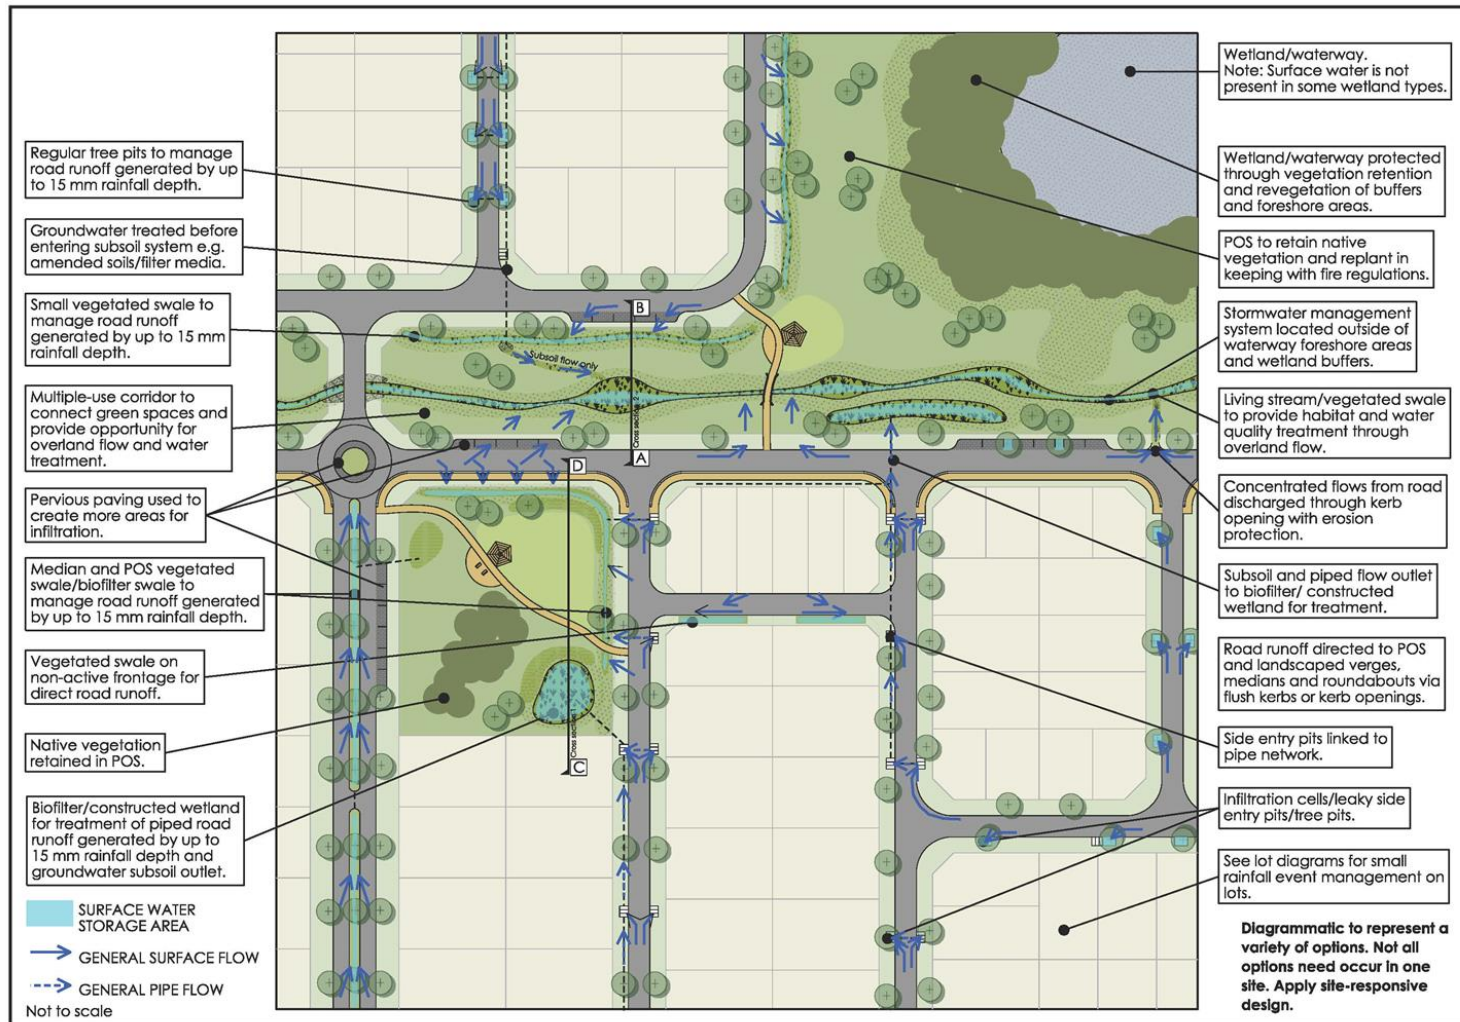 Regular tree pits to manage
road runoff generated by up
to 15 mm rainfall depth.
Groundwater treated before
entering subsoil system e.g.
amended soils/filter media.
Small vegetated swale to
manage road runoff
generated by up to 15 mm
rainfall depth.
Multiple-use corridor to
connect green spaces and
provide opportunity for
overland flow and water
treatment.
Pervious paving used to
create more areas for
infiltration.
Median and POS vegetated
swale/biofilter swale to
manage road runoff generated
by up to 15 mm rainfall depth.
Vegetated swale on
non-active frontage for
direct road runoff.
Native vegetation
retained in POS.
Biofilter/constructed wetland
for treatment of piped road
runoff generated by up to
15 mm rainfall depth and
groundwater subsoil outlet.
SURFACE WATER
STORAGE AREA
GENERAL SURFACE FLOW
GENERAL PIPE FLOW
Not to scale
B
Subsoil flow only
Cross section 2
A
D
Cross section
C
Wetland/waterway.
Note: Surface water is not
present in some wetland types.
Wetland/waterway protected
through vegetation retention
and revegetation of buffers
and foreshore areas.
POS to retain native
vegetation and replant in
keeping with fire regulations.
Stormwater management
system located outside of
waterway foreshore areas
and wetland buffers.
Living stream/vegetated swale
to provide habitat and water
quality treatment through
overland flow.
Concentrated flows from road
discharged through kerb
opening with erosion
protection.
Subsoil and piped flow outlet
to biofilter/ constructed
wetland for treatment.
Road runoff directed to POS
and landscaped verges,
medians and roundabouts via
flush kerbs or kerb openings.
Side entry pits linked to
pipe network.
Infiltration cells/leaky side
entry pits/tree pits.
See lot diagrams for small
rainfall event management on
lots.
Diagrammatic to represent a
variety of options. Not all
options need occur in one
site. Apply site-responsive
design.